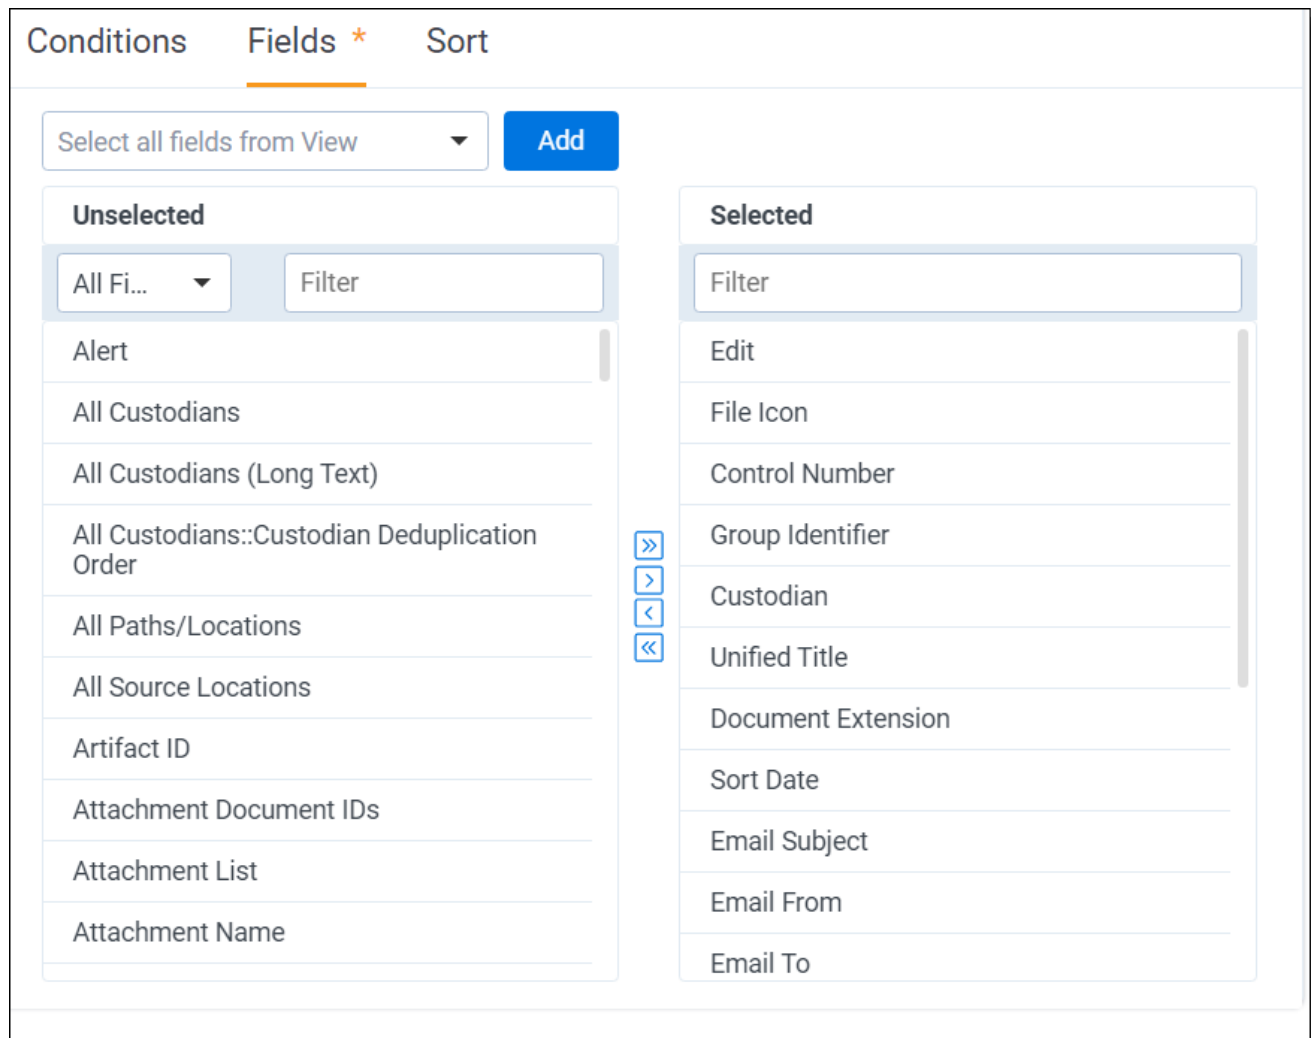 Conditions Fields * Sort
Select all fields from View Add
Unselected
All Fi... Filter
Alert
All Custodians
All Custodians (Long Text)
All Custodians::Custodian Deduplication
Order
All Paths/Locations
All Source Locations
Artifact ID
Attachment Document IDs
Attachment List
Attachment Name
Selected
Filter
Edit
File Icon
Control Number
Group Identifier
Custodian
Unified Title
Document Extension
Sort Date
Email Subject
Email From
Email To